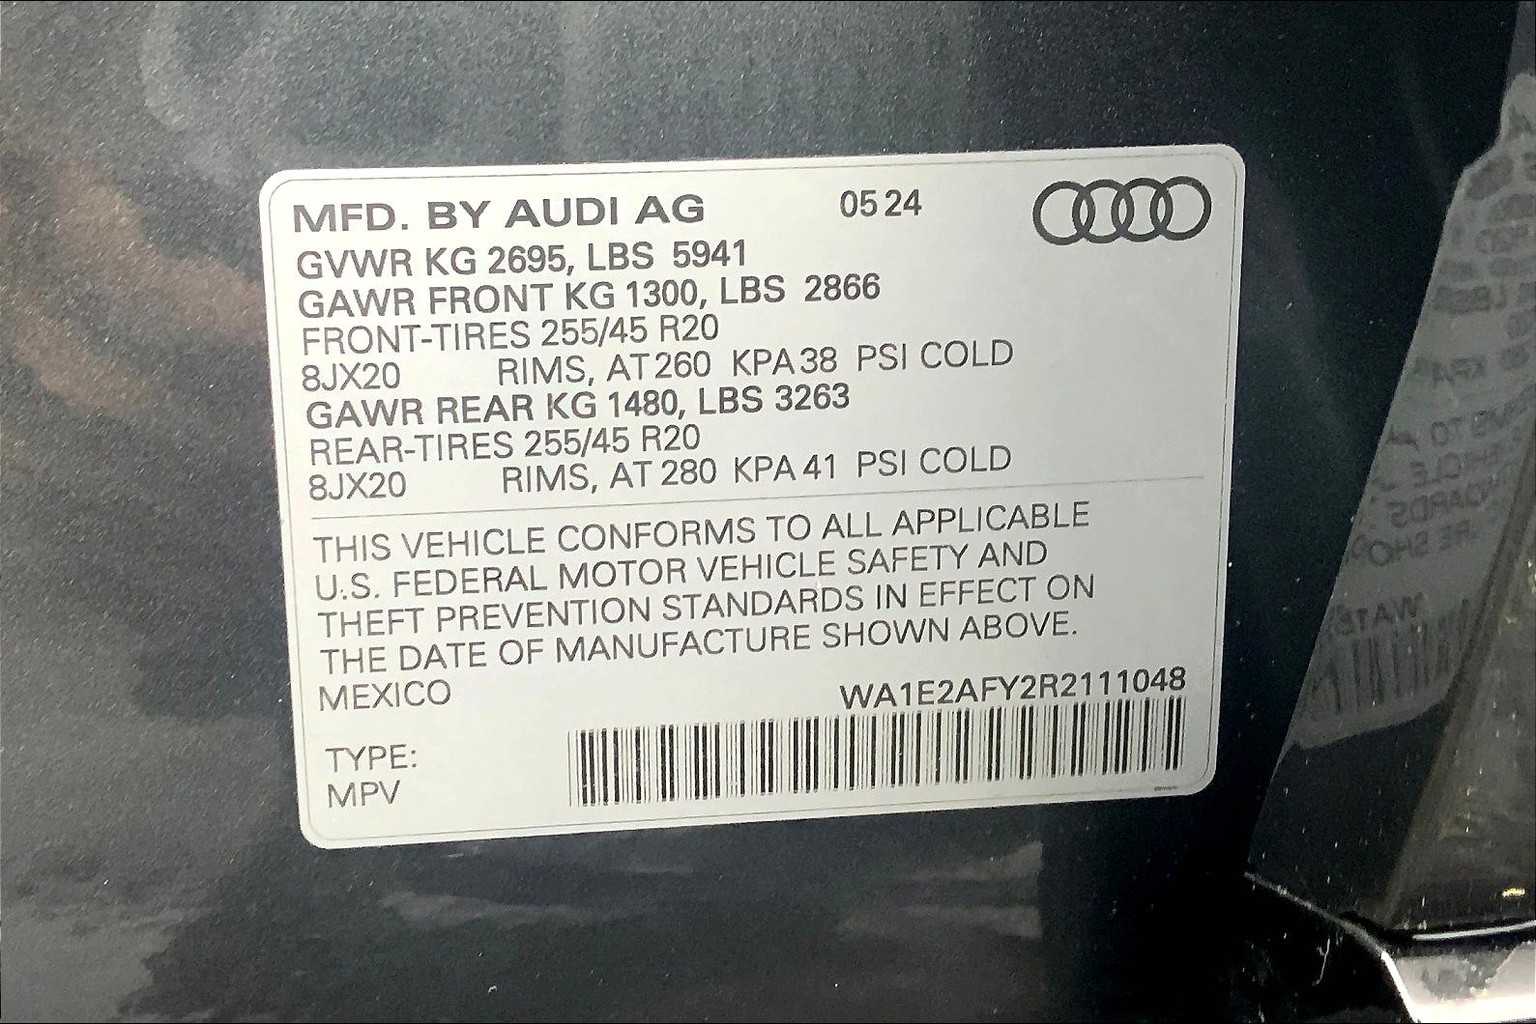 MFD. BY AUDI AG 05 24
GVWR KG 2695, LBS 5941
GAWR FRONT KG 1300, LBS 2866
FRONT-TIRES 255/45 R20
8JX20 RIMS, AT 260 KPA 38 PSI COLD
GAWR REAR KG 1480, LBS 3263
REAR-TIRES 255/45 R20
8JX20 RIMS, AT 280 KPA 41 PSI COLD
THIS VEHICLE CONFORMS TO ALL APPLICABLE
U.S. FEDERAL MOTOR VEHICLE SAFETY AND
THEFT PREVENTION STANDARDS IN EFFECT ON
THE DATE OF MANUFACTURE SHOWN ABOVE.
MEXICO WA1E2AFY2R2111048
TYPE:
MPV